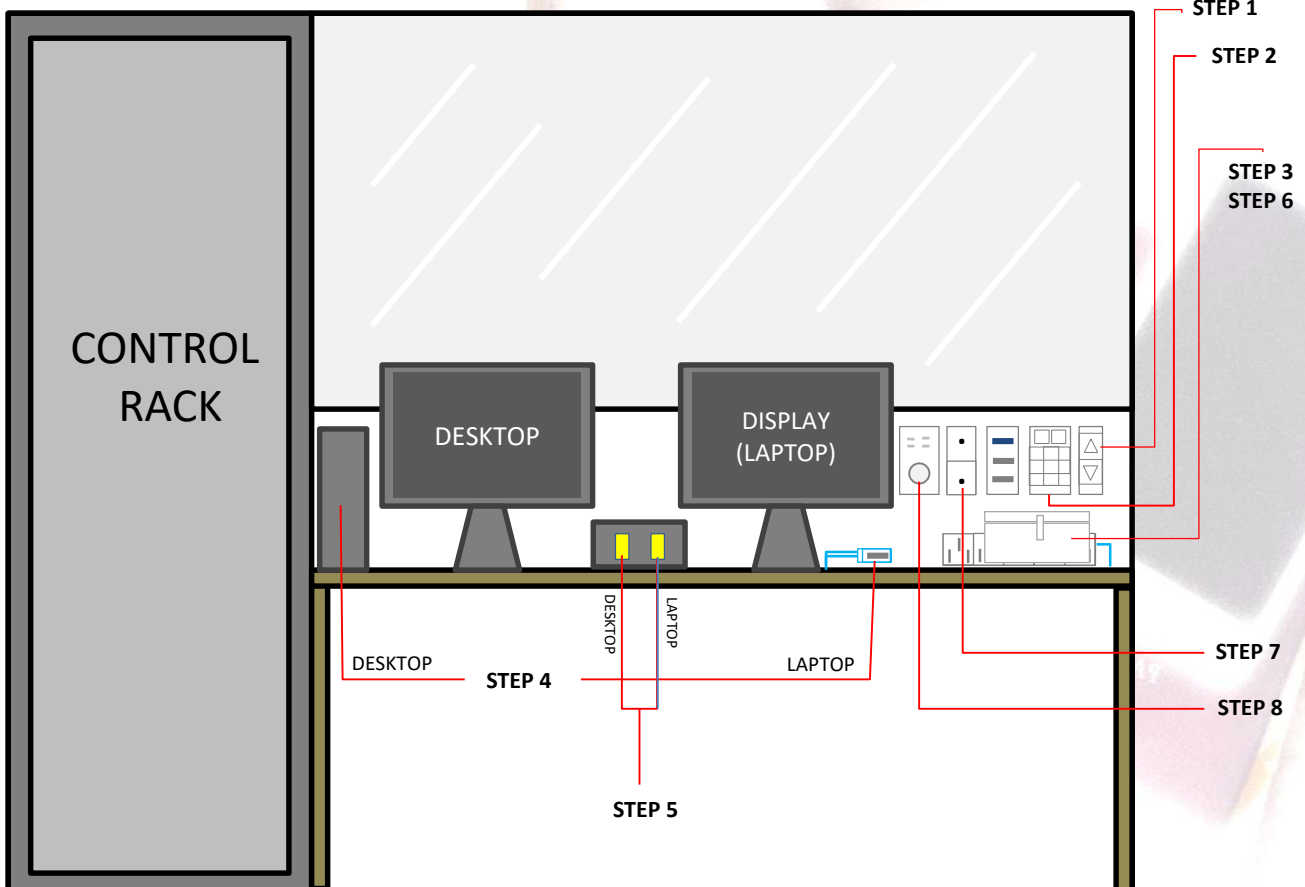 STEP 1
STEP 2
STEP 3
STEP 6
CONTROL
RACK
DESKTOP
DISPLAY
(LAPTOP)
DESKTOP
LAPTOP
DESKTOP
STEP 4
LAPTOP
STEP 7
STEP 8
STEP 5